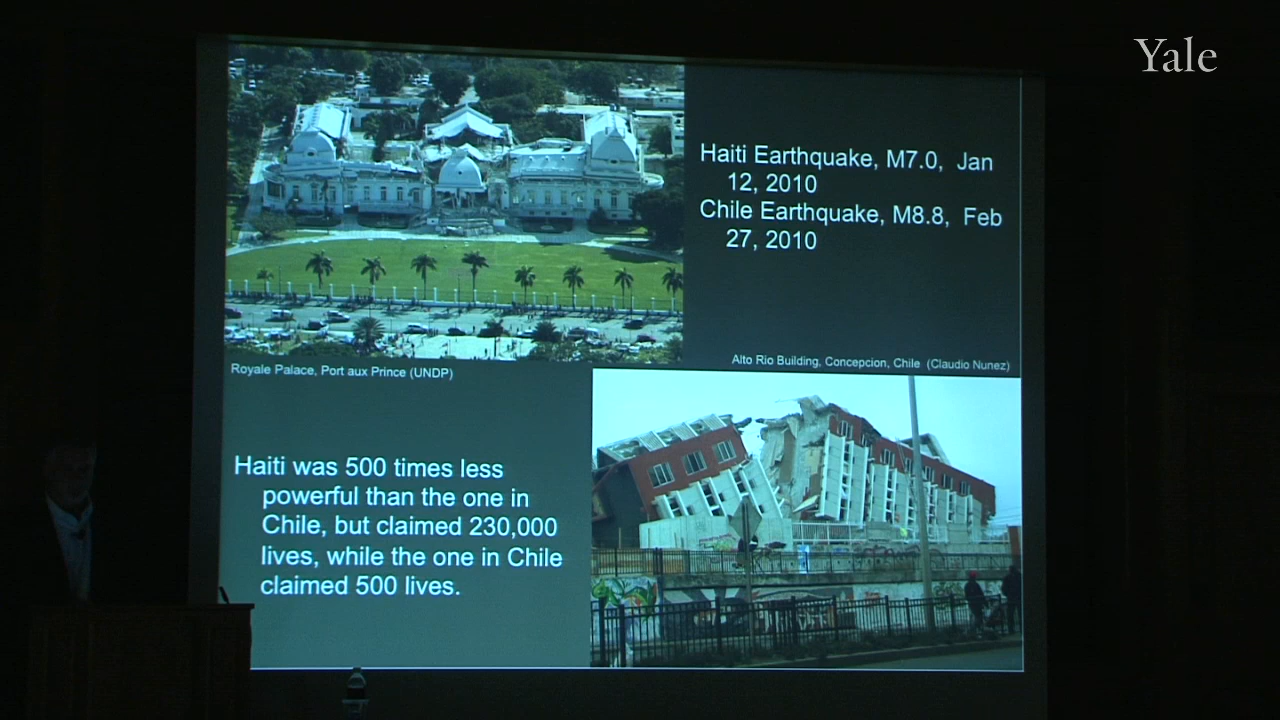 Yale
Haiti Earthquake, M7.0, Jan
12, 2010
Chile Earthquake, M8.8, Feb
27, 2010
Alto Rio Building, Concepcion, Chile (Claudio Nunez)
Royale Palace, Port aux Prince (UNDP)
Haiti was 500 times less
powerful than the one in
Chile, but claimed 230,000
lives, while the one in Chile
claimed 500 lives.